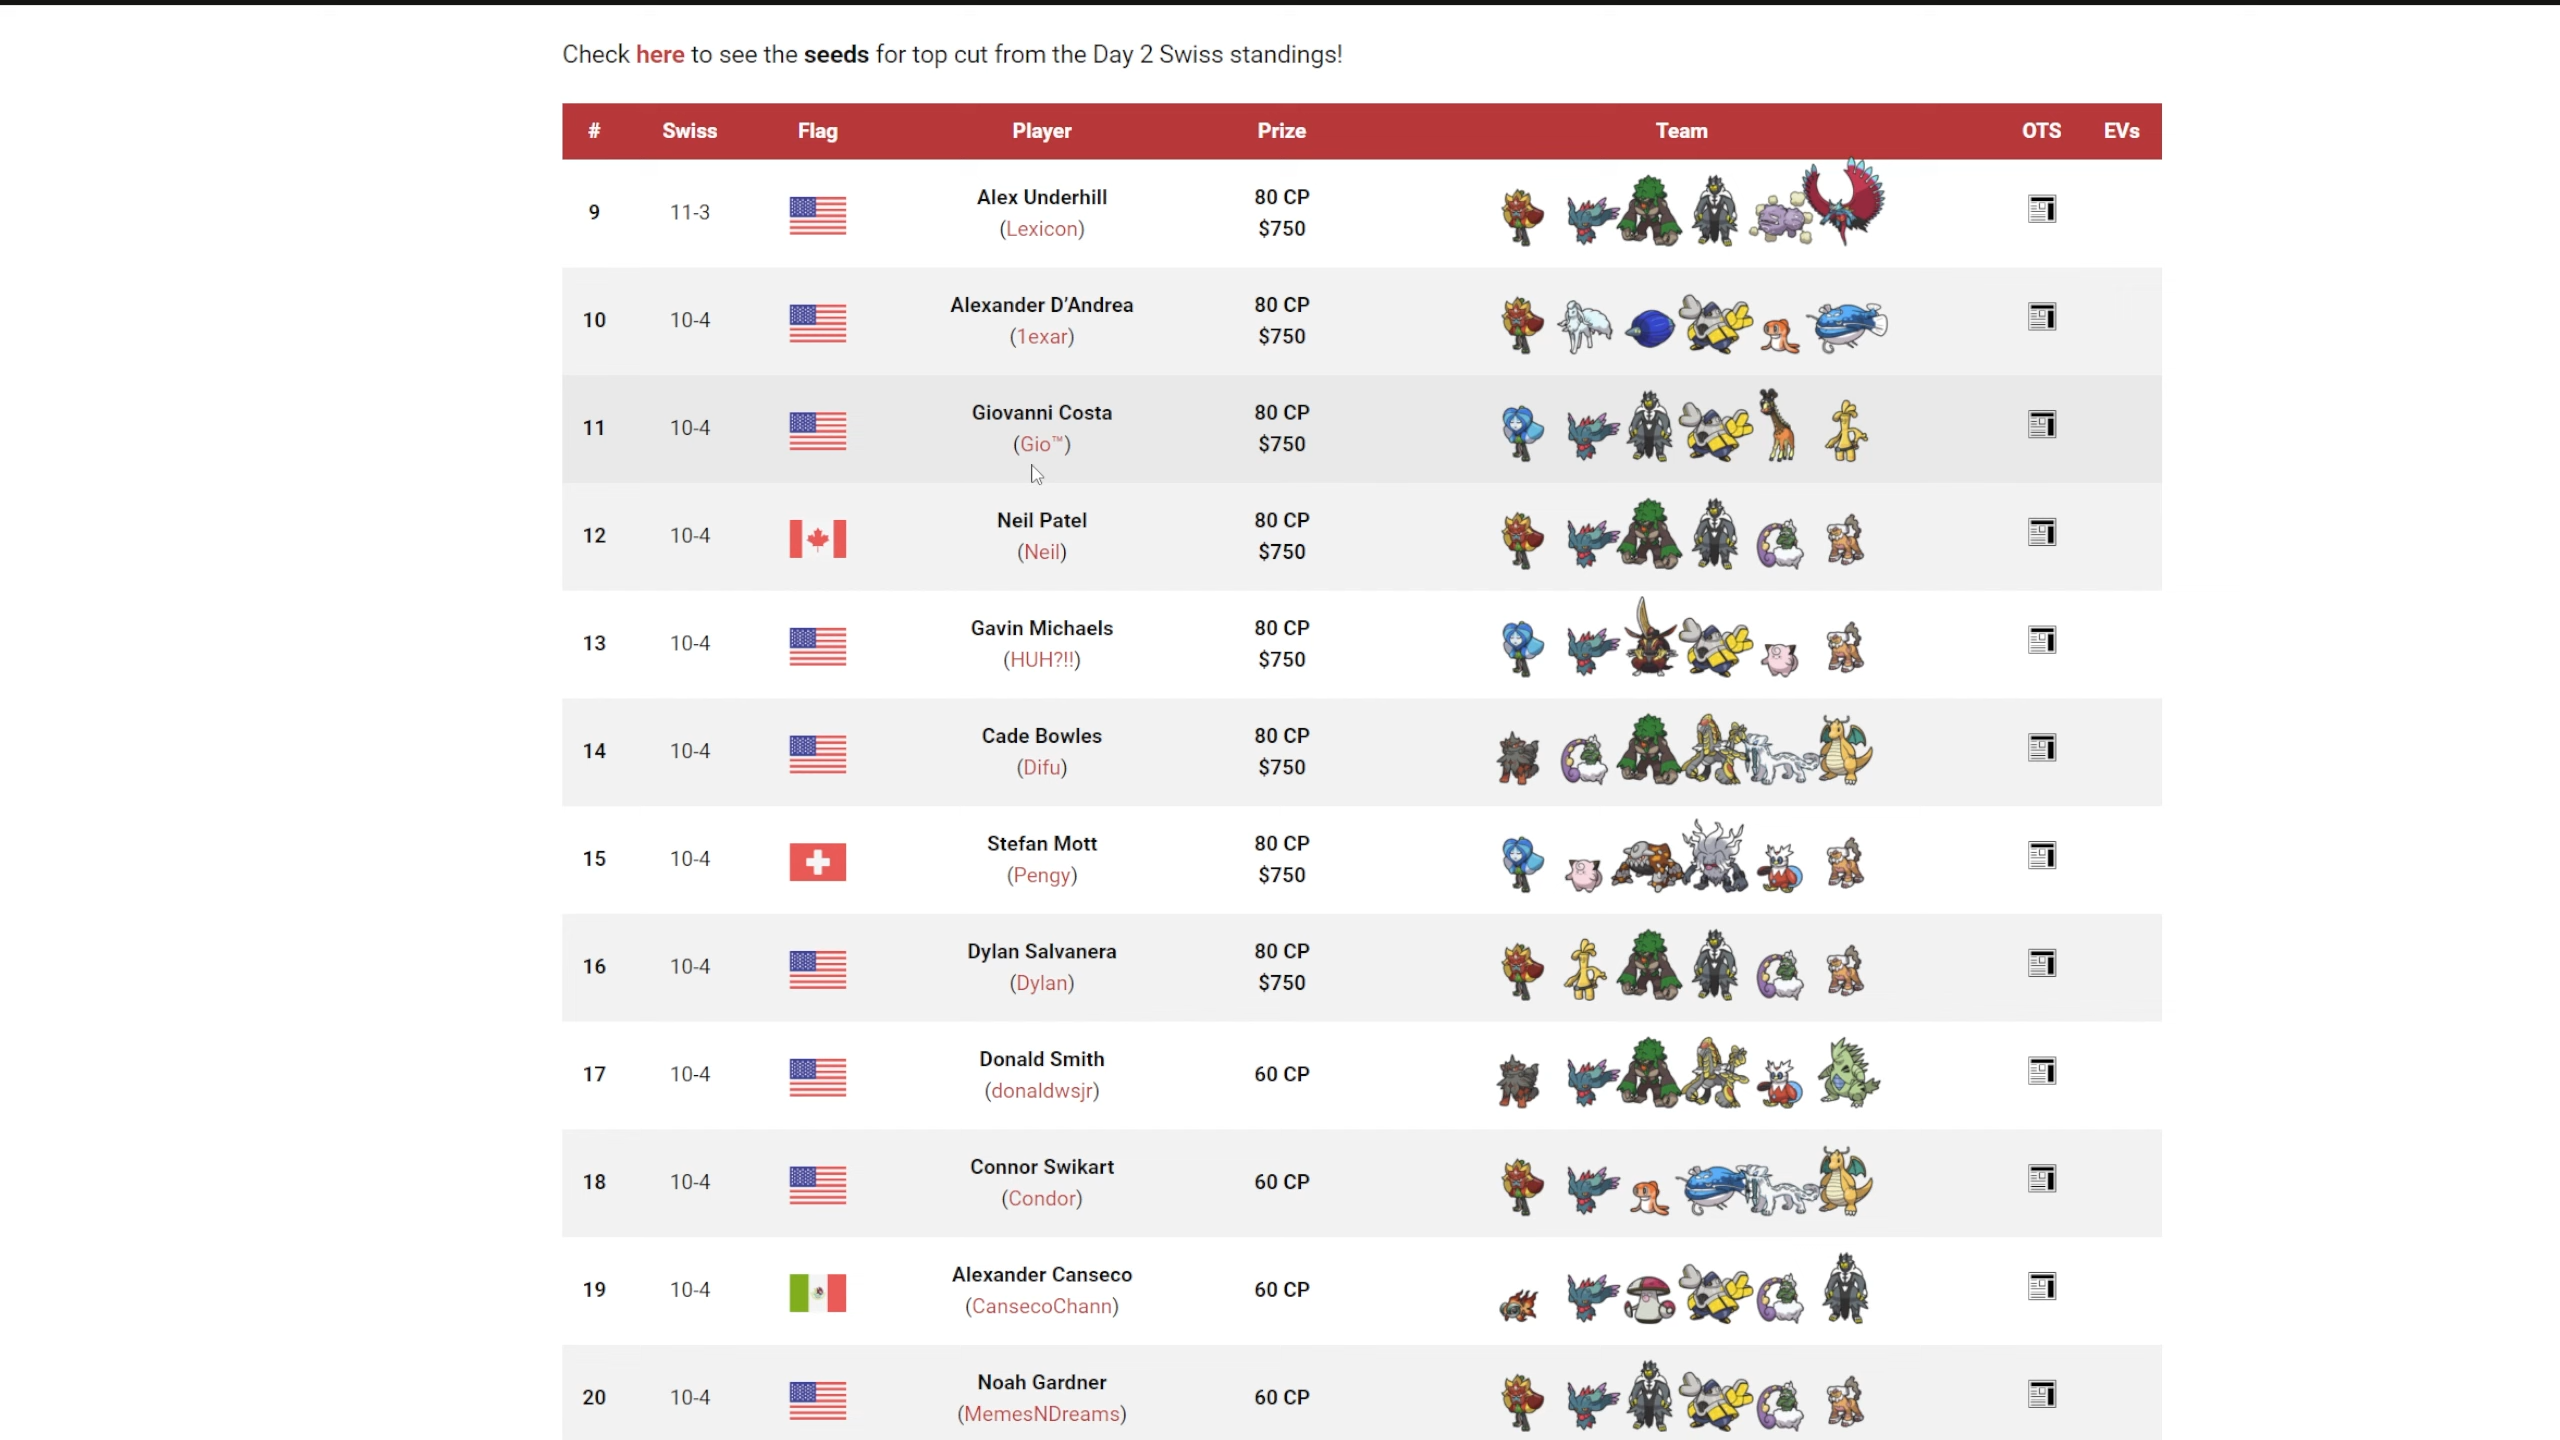 Check here to see the seeds for top cut from the Day 2 Swiss standings!
# Swiss Flag Player Prize Team OTS EVs
9 11-3 Alex Underhill (Lexicon) 80 CP $750
10 10-4 Alexander D’Andrea (1exar) 80 CP $750
11 10-4 Giovanni Costa (Gio™) 80 CP $750
12 10-4 Neil Patel (Neil) 80 CP $750
13 10-4 Gavin Michaels (HUH?!!) 80 CP $750
14 10-4 Cade Bowles (Difu) 80 CP $750
15 10-4 Stefan Mott (Pengy) 80 CP $750
16 10-4 Dylan Salvanera (Dylan) 80 CP $750
17 10-4 Donald Smith (donaldwsjr) 60 CP
18 10-4 Connor Swikart (Condor) 60 CP
19 10-4 Alexander Canseco (CansecoChann) 60 CP
20 10-4 Noah Gardner (MemesNDreams) 60 CP